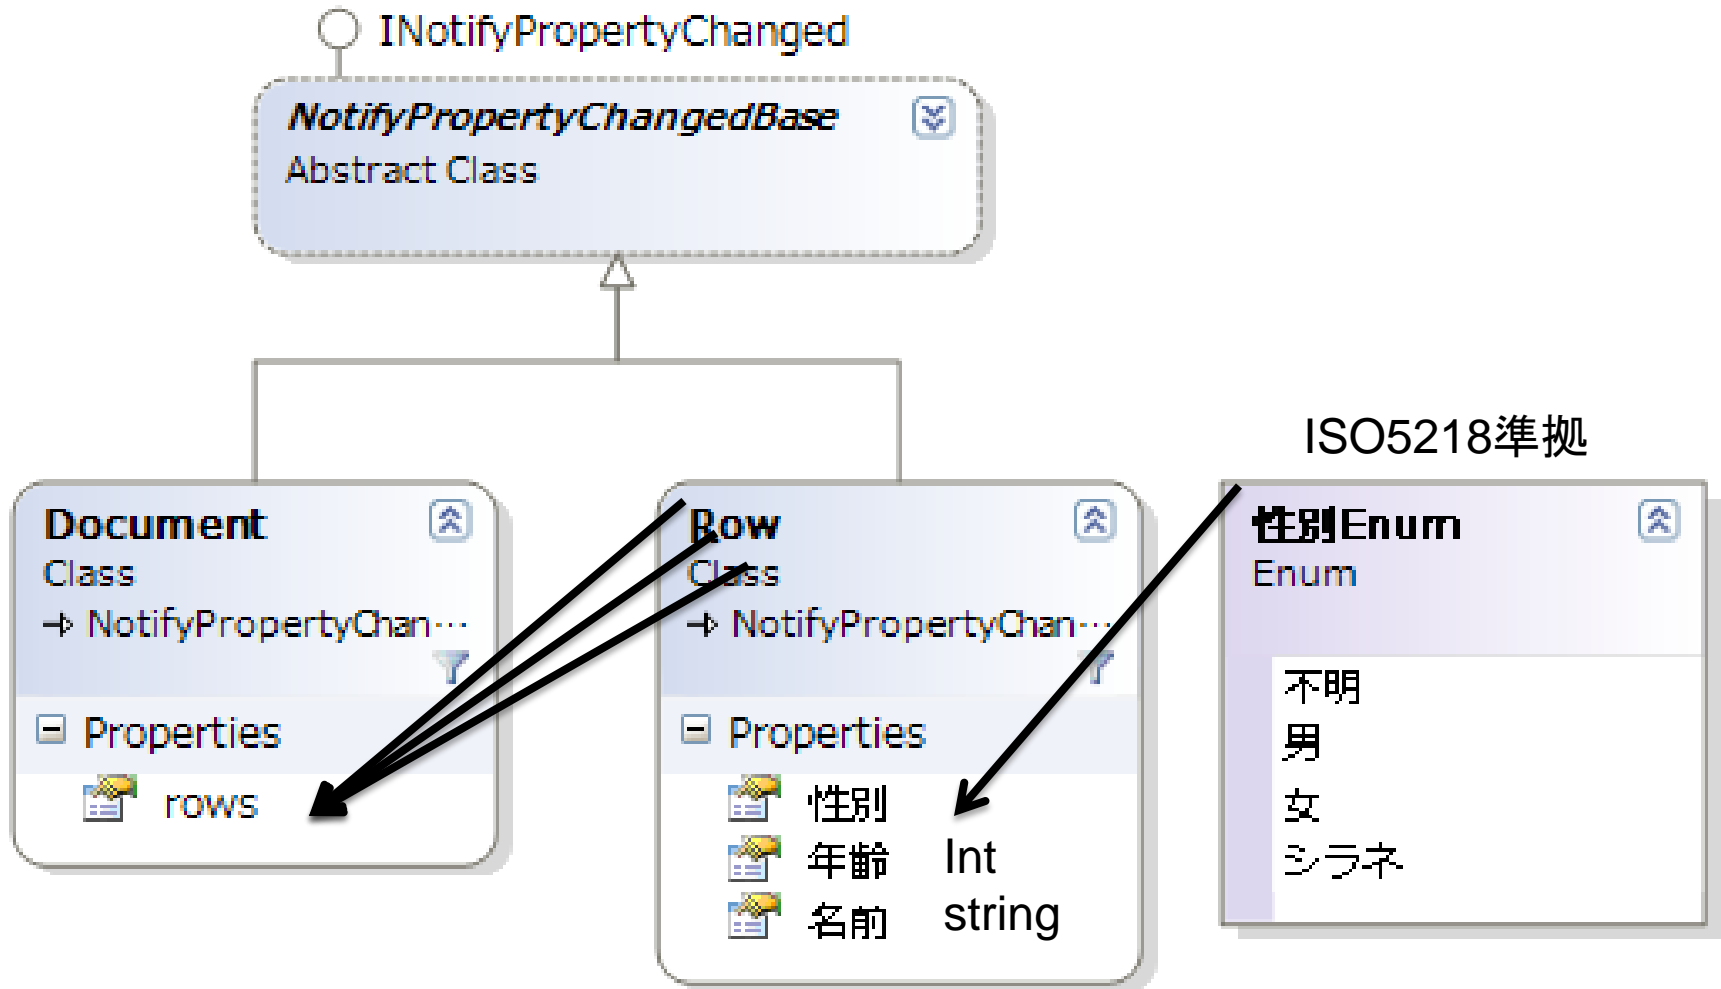 INotifyPropertyChanged
NotifyPropertyChangedBase
Abstract Class
ISO5218準拠
Document
Class
NotifyPropertyChan…
Properties
rows
Row
Class
NotifyPropertyChan…
Properties
性別
年齢 Int
名前 string
性別Enum
Enum
不明
男
女
シラネ